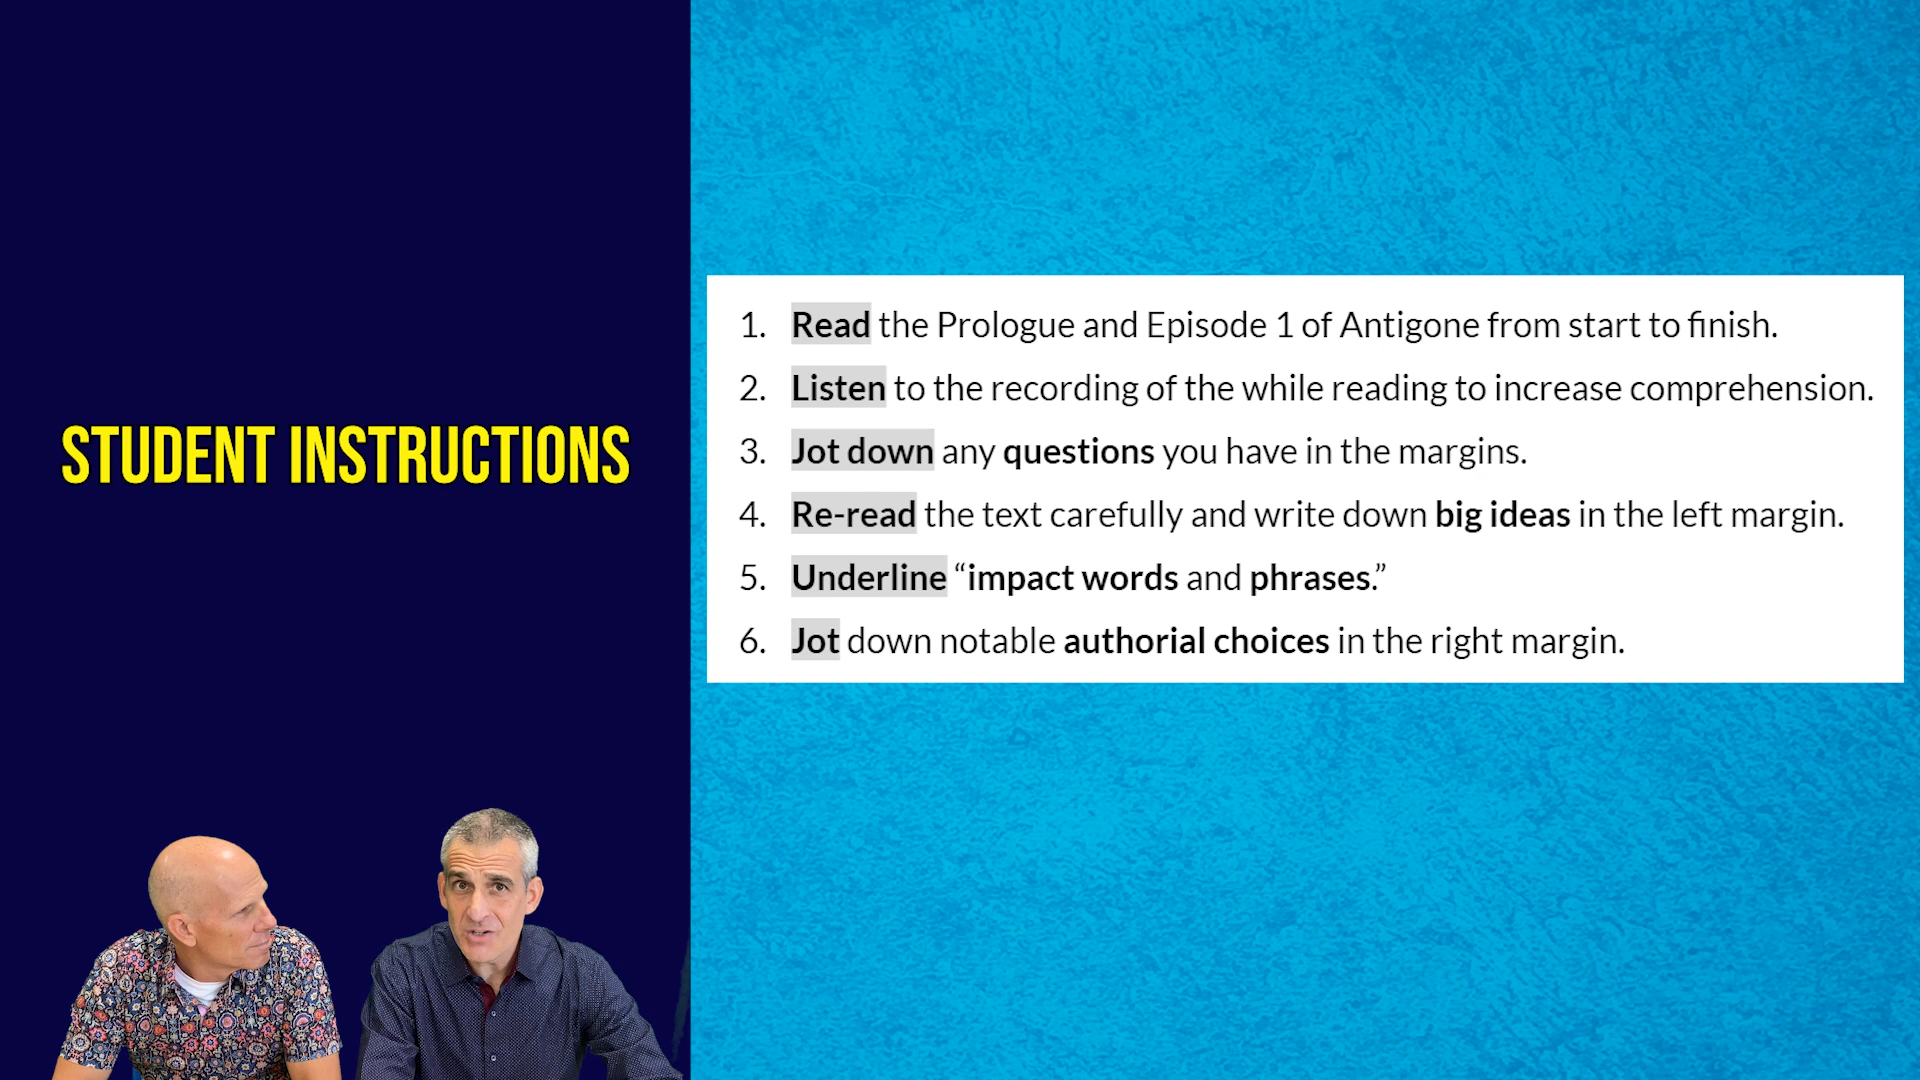 STUDENT INSTRUCTIONS
1. Read the Prologue and Episode 1 of Antigone from start to finish.
2. Listen to the recording of the while reading to increase comprehension.
3. Jot down any questions you have in the margins.
4. Re-read the text carefully and write down big ideas in the left margin.
5. Underline “impact words and phrases.”
6. Jot down notable authorial choices in the right margin.